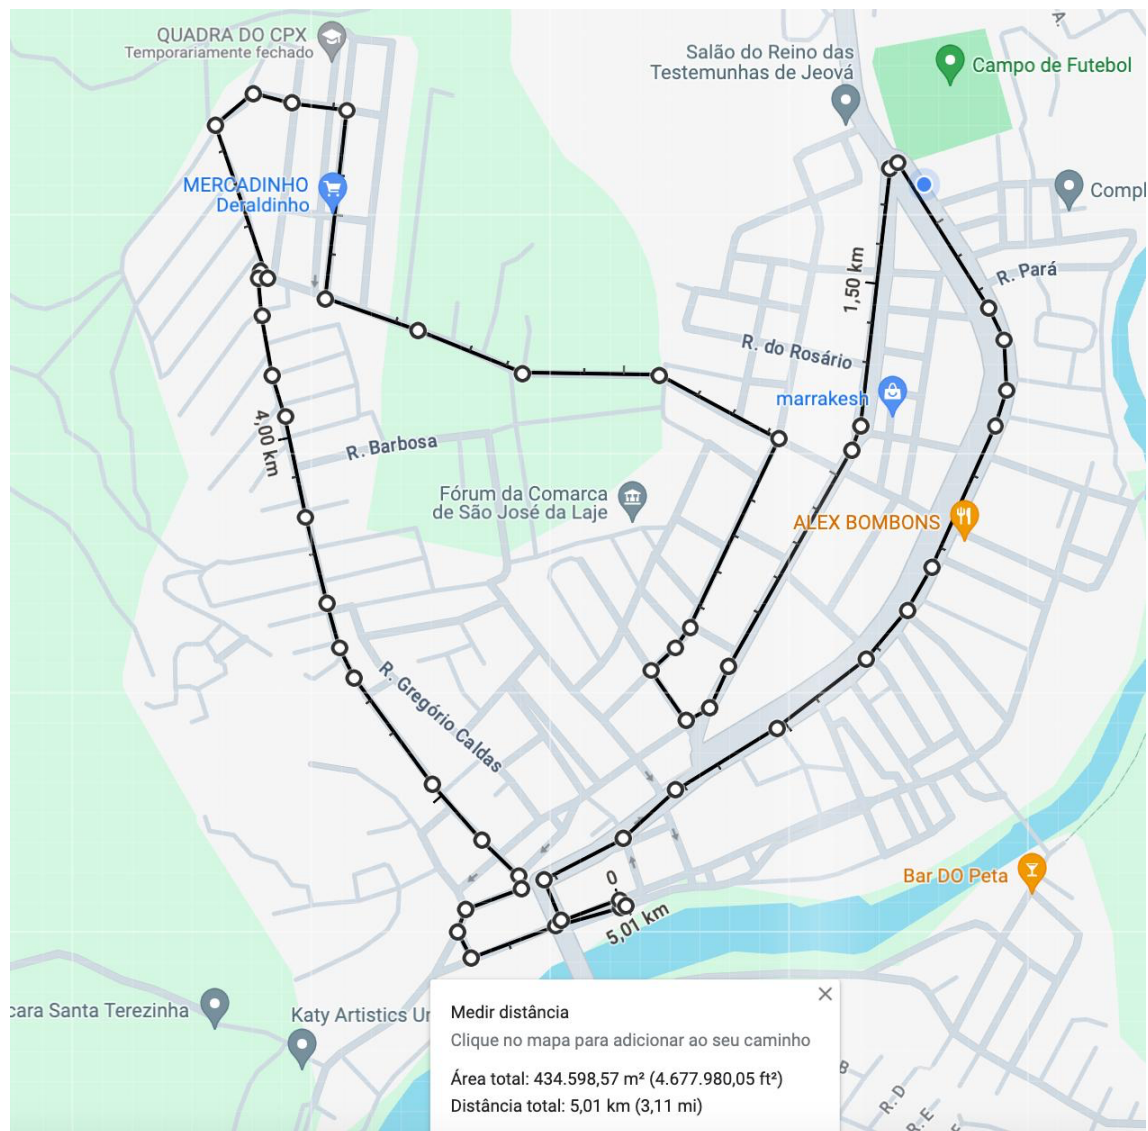 QUADRA DO CPX
Temporariamente fechado
Salão do Reino das
Testemunhas de Jeová
Campo de Futebol
A.
MERCADINHO
Deraldinho
Compl
R. Pará
1,50 km
R. do Rosário
marrakesh
4,00 km
R. Barbosa
Fórum da Comarca
de São José da Laje
ALEX BOMBONS
R. Gregório Caldas
Bar DO Peta
0
5,01 km
cara Santa Terezinha
Katy Artistics Un
Medir distância
Clique no mapa para adicionar ao seu caminho
Área total: 434.598,57 m² (4.677.980,05 ft²)
Distância total: 5,01 km (3,11 mi)
B
R. D
R. E